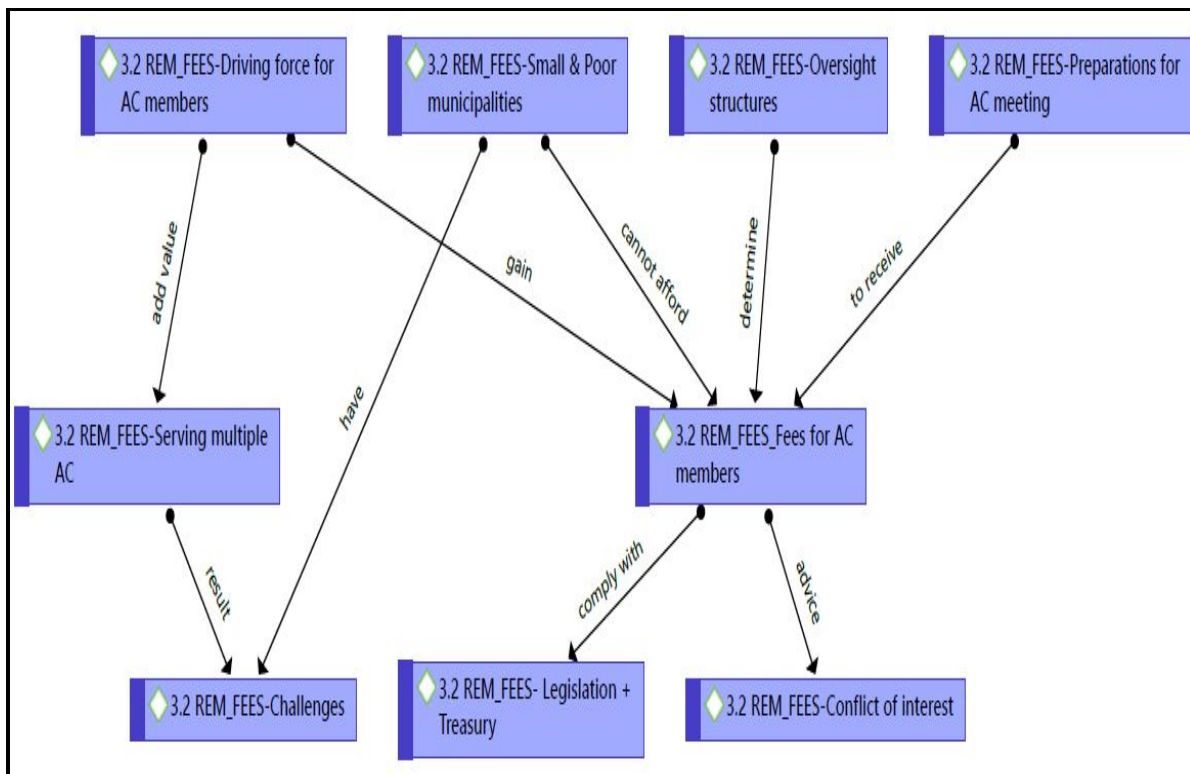 3.2 REM_FEES-Driving force for
AC members
3.2 REM_FEES-Small & Poor
municipalities
3.2 REM_FEES-Oversight
structures
3.2 REM_FEES-Preparations for
AC meeting
add value
gain
cannot afford
determine
to receive
have
3.2 REM_FEES-Serving multiple
AC
3.2 REM_FEES_Fees for AC
members
result
comply with
advice
3.2 REM_FEES-Challenges
3.2 REM_FEES- Legislation +
Treasury
3.2 REM_FEES-Conflict of interest